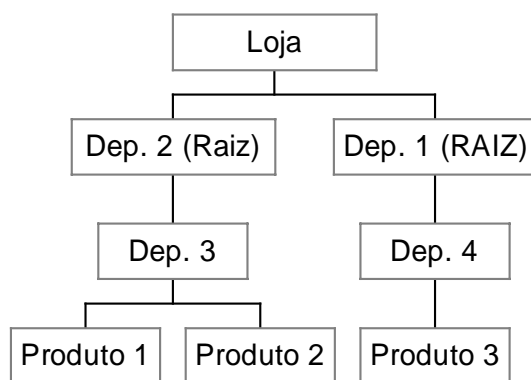 Loja
Dep. 2 (Raiz)
Dep. 1 (RAIZ)
Dep. 3
Dep. 4
Produto 1
Produto 2
Produto 3